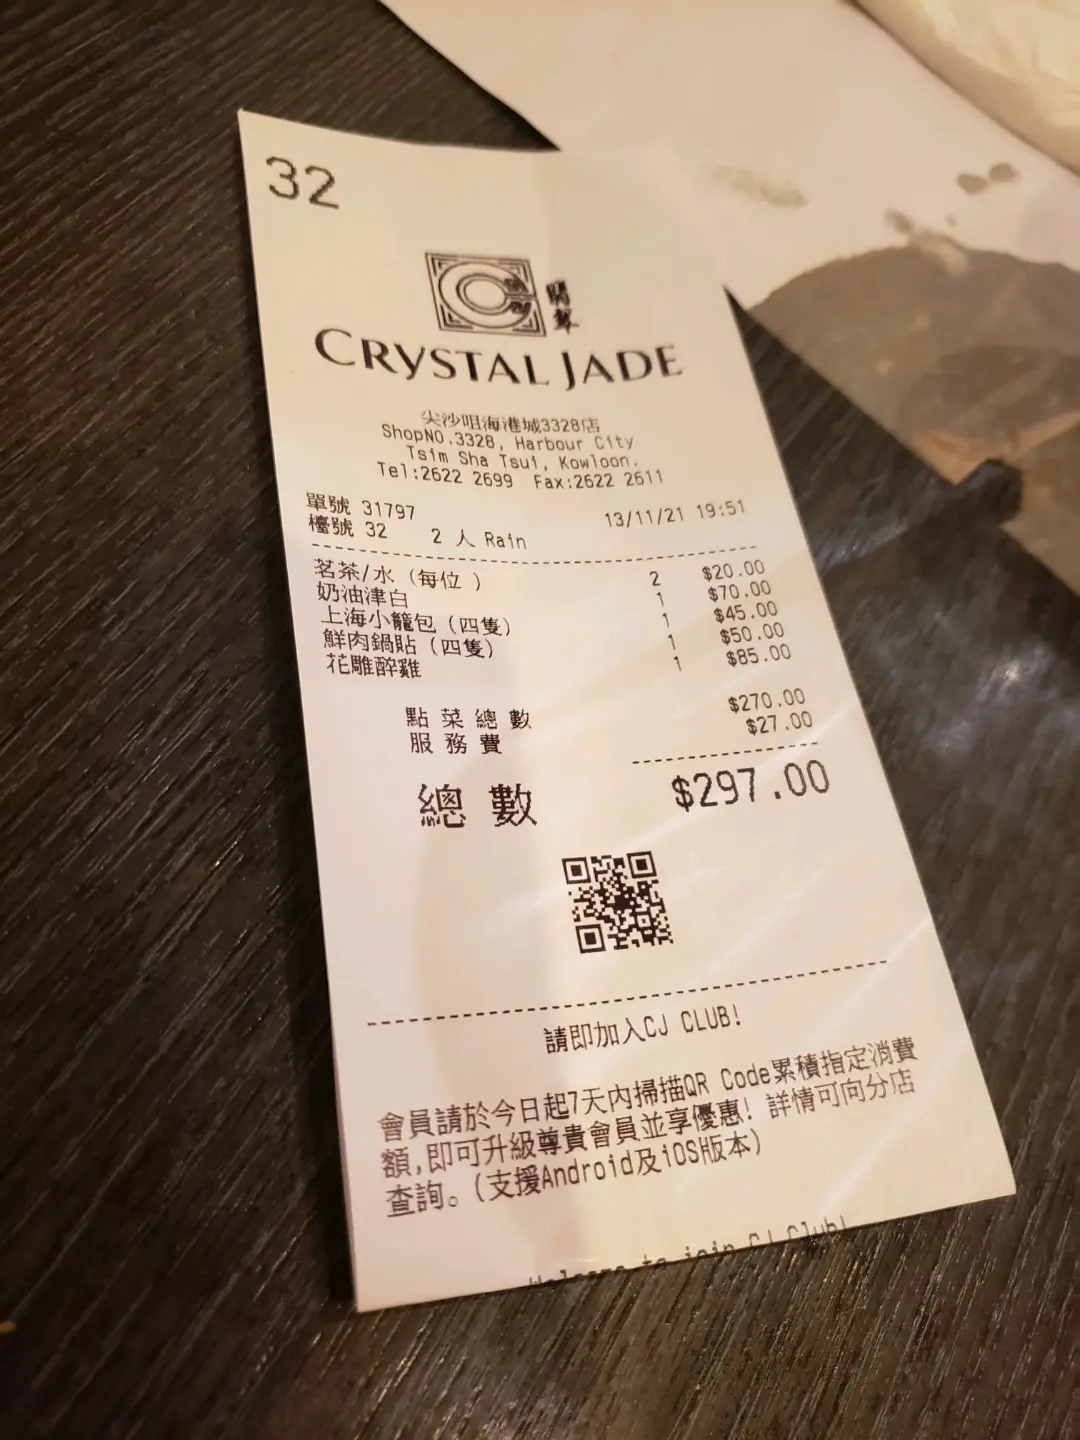 32
翡翠
CRYSTAL JADE
尖沙咀海港城3328店
ShopNO.3328, Harbour City
Tsim Sha Tsui, Kowloon.
Tel:2622 2699 Fax:2622 2611
單號 31797 13/11/21 19:51
檯號 32 2 人 Rain
茗茶/水 (每位 ) 2 $20.00
奶油津白 1 $70.00
上海小籠包 (四隻) 1 $45.00
鮮肉鍋貼 (四隻) 1 $50.00
花雕醉雞 1 $85.00
點菜總數 $270.00
服務費 $27.00
總數 $297.00
請即加入CJ CLUB!
會員請於今日起7天內掃描QR Code累積指定消費
額,即可升級尊貴會員並享優惠! 詳情可向分店
查詢。(支援Android及iOS版本)
Welcome to join CJ Club!